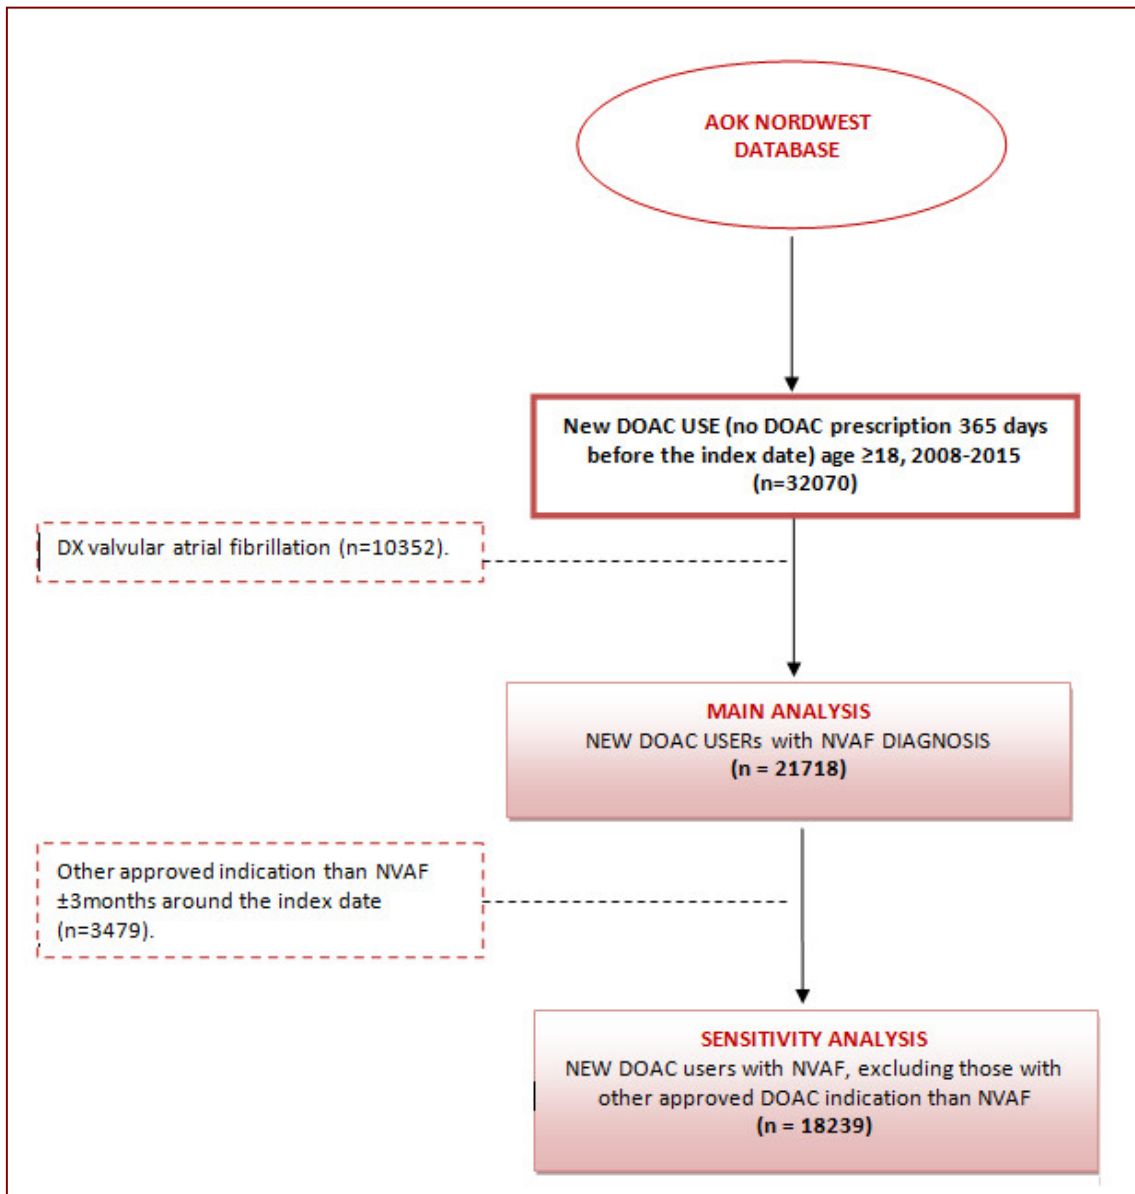 AOK NORDWEST
DATABASE
New DOAC USE (no DOAC prescription 365 days
before the index date) age ≥18, 2008-2015
(n=32070)
DX valvular atrial fibrillation (n=10352).
MAIN ANALYSIS
NEW DOAC USERs with NVAF DIAGNOSIS
(n = 21718)
Other approved indication than NVAF
±3months around the index date
(n=3479).
SENSITIVITY ANALYSIS
NEW DOAC users with NVAF, excluding those with
other approved DOAC indication than NVAF
(n = 18239)